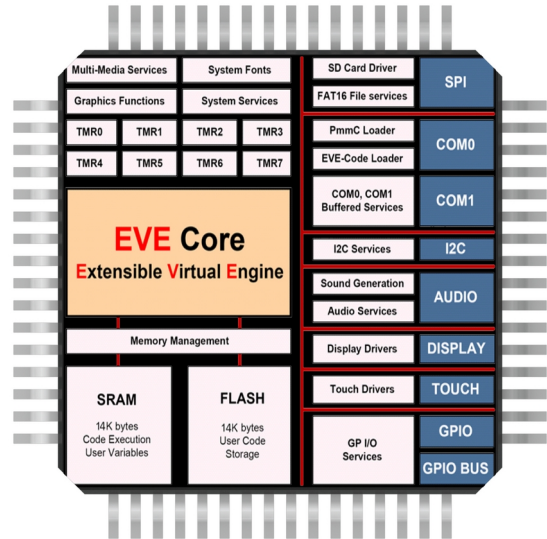 Multi-Media Services
System Fonts
Graphics Functions
System Services
TMR0
TMR1
TMR2
TMR3
TMR4
TMR5
TMR6
TMR7
EVE Core
Extensible Virtual Engine
Memory Management
SRAM
14K bytes
Code Execution
User Variables
FLASH
14K bytes
User Code
Storage
SD Card Driver
FAT16 File services
SPI
PmmC Loader
EVE-Code Loader
COM0
COM0, COM1
Buffered Services
COM1
I2C Services
I2C
Sound Generation
Audio Services
AUDIO
Display Drivers
DISPLAY
Touch Drivers
TOUCH
GP I/O
Services
GPIO
GPIO BUS